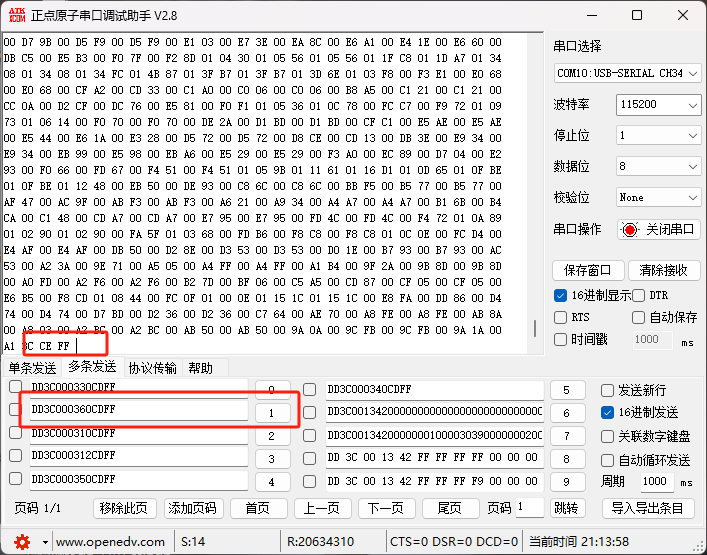 ATK
XCOM 正点原子串口调试助手 V2.8
00 D7 9B 00 D5 F9 00 D5 F9 00 E1 03 00 E7 3E 00 EA 8C 00 E6 A1 00 E4 1E 00 E6 60 00
DB C5 00 E5 B3 00 F0 7F 00 F2 8D 01 04 30 01 05 56 01 05 56 01 1F C8 01 1D A7 01 34
08 01 34 08 01 34 FC 01 4B 87 01 3F B7 01 3F B7 01 3D 6E 01 03 F8 00 F3 E1 00 E0 68
00 E0 68 00 CF A2 00 CD 33 00 C1 A0 00 C0 06 00 C0 06 00 B8 A5 00 C1 21 00 C1 21 00
CC 0A 00 D2 CF 00 DC 76 00 E5 81 00 F0 F1 01 05 36 01 0C 78 00 FC C7 00 F9 72 01 09
73 01 06 14 00 F0 70 00 F0 70 00 DE 2A 00 D1 BD 00 D1 BD 00 CF C1 00 E5 AE 00 E5 AE
00 E5 44 00 E6 1A 00 E3 28 00 D5 72 00 D5 72 00 D8 CE 00 CD 13 00 DB 3E 00 E9 34 00
E9 34 00 EB 99 00 E5 98 00 EB A6 00 E5 29 00 E5 29 00 F3 A0 00 EC 89 00 D7 04 00 E2
93 00 F0 66 00 FD 67 00 F4 51 00 F4 51 01 05 9B 01 11 61 01 16 D1 01 0D 65 01 0F BE
01 0F BE 01 12 48 00 EB 50 00 DE 93 00 C8 6C 00 C8 6C 00 BB F5 00 B5 77 00 B5 77 00
AF 47 00 AC 9F 00 AB F3 00 AB F3 00 A6 21 00 A9 34 00 A4 A7 00 A4 A7 00 B1 6B 00 B4
CA 00 C1 48 00 CD A7 00 CD A7 00 E7 95 00 E7 95 00 FD 4C 00 FD 4C 00 F4 72 01 0A 89
01 02 90 01 02 90 00 FA 5F 01 03 68 00 FD B6 00 F8 C8 00 F8 C8 01 0C 0E 00 FC D4 00
E4 AF 00 E4 AF 00 DB 50 00 D2 8E 00 D3 53 00 D3 53 00 D0 1E 00 B7 93 00 B7 93 00 AC
53 00 A2 3A 00 9E 71 00 A5 05 00 A4 FF 00 A4 FF 00 A1 B4 00 9F 2A 00 9B 8D 00 9B 8D
00 A0 FD 00 A2 F6 00 A2 F6 00 B2 7D 00 BF 06 00 C5 A5 00 CD 87 00 CF 05 00 CF 05 00
E6 B5 00 F8 CD 01 08 44 00 FC 0F 01 00 0E 01 15 1C 01 15 1C 00 E8 FA 00 DD 86 00 D4
74 00 D4 74 00 D7 BD 00 D2 36 00 D2 36 00 C7 64 00 AE A7 00 AE A7 00 A8 FE 00 AB 8A
00 A8 03 00 A2 BC 00 A2 BC 00 AB 50 00 AB 50 00 9A 0A 00 9C FB 00 9C FB 00 9A 1A 00
A1 BC CE FF
串口选择
COM10:USB-SERIAL CH34
波特率 115200
停止位 1
数据位 8
校验位 None
串口操作 关闭串口
保存窗口 清除接收
16进制显示 DTR
RTS 自动保存
时间戳 1000 ms
单条发送 多条发送 协议传输 帮助
DD3C000330CDFF 0 DD3C000340CDFF 5
DD3C000360CDFF 1 6
DD3C000310CDFF 2 7
DD3C000312CDFF 3 DD 3C 00 13 42 FF FF FF FF 00 00 00 8
DD3C000350CDFF 4 DD 3C 00 13 42 FF FF FF F9 00 00 00 9
发送新行
16进制发送
关联数字键盘
自动循环发送
周期 1000 ms
页码 1/1 移除此页 添加页码 首页 上一页 下一页 尾页 页码 1 跳转 导入导出条目
www.openedv.com S:14 R:20634310 CTS=0 DSR=0 DCD=0 当前时间 21:13:58